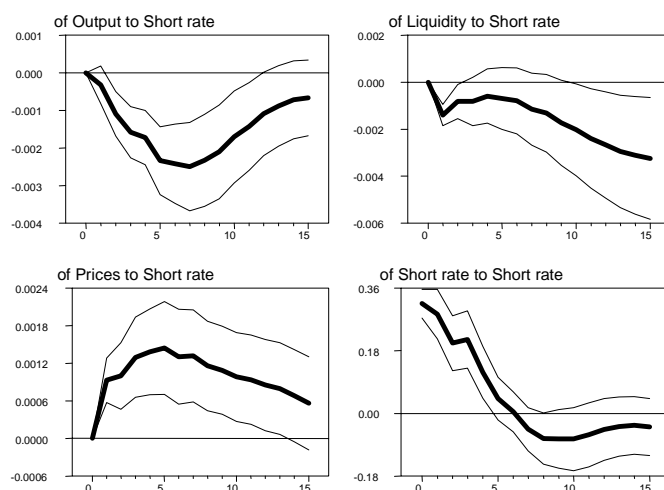 of Output to Short rate
0.001
0.000
-0.001
-0.002
-0.003
-0.004
0 5 10 15
of Liquidity to Short rate
0.002
0.000
-0.002
-0.004
-0.006
0 5 10 15
of Prices to Short rate
0.0024
0.0018
0.0012
0.0006
0.0000
-0.0006
0 5 10 15
of Short rate to Short rate
0.36
0.18
0.00
-0.18
0 5 10 15